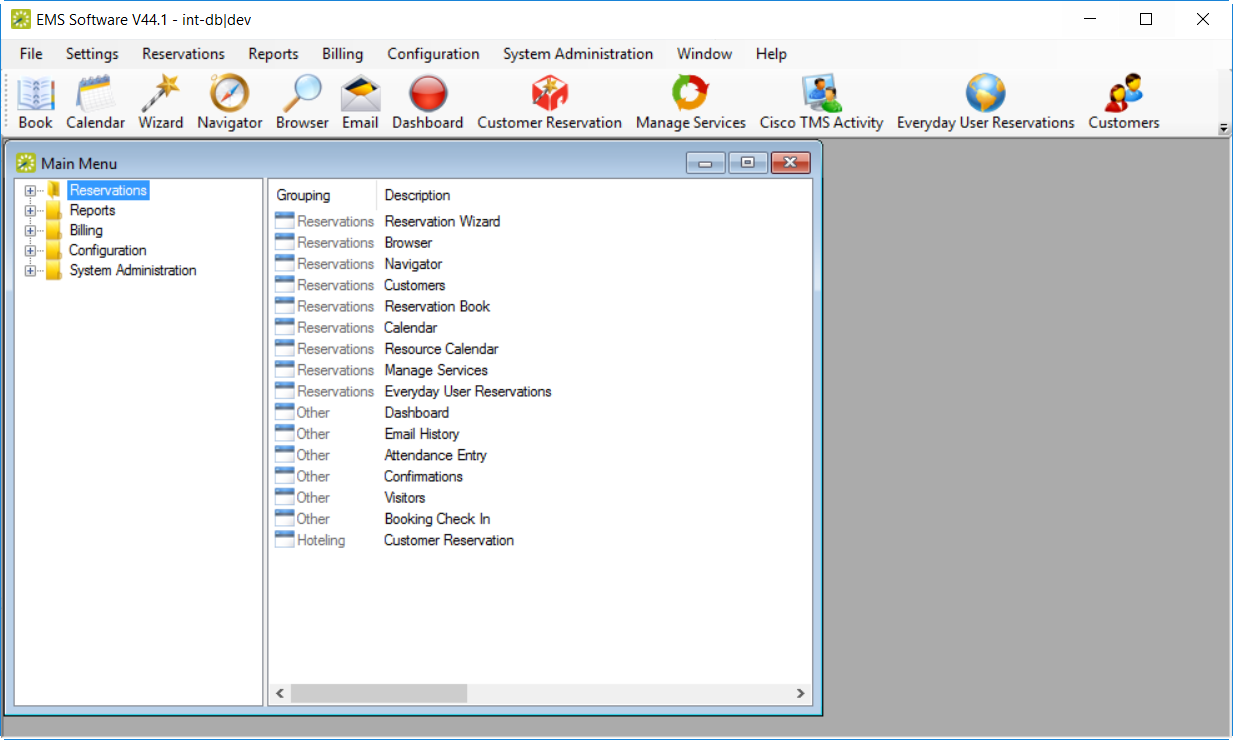 EMS Software V44.1 - int-db|dev
File Settings Reservations Reports Billing Configuration System Administration Window Help
Book Calendar Wizard Navigator Browser Email Dashboard Customer Reservation Manage Services Cisco TMS Activity Everyday User Reservations Customers
Main Menu
Reservations
Reports
Billing
Configuration
System Administration
Grouping Description
Reservations Reservation Wizard
Reservations Browser
Reservations Navigator
Reservations Customers
Reservations Reservation Book
Reservations Calendar
Reservations Resource Calendar
Reservations Manage Services
Reservations Everyday User Reservations
Other Dashboard
Other Email History
Other Attendance Entry
Other Confirmations
Other Visitors
Other Booking Check In
Hoteling Customer Reservation